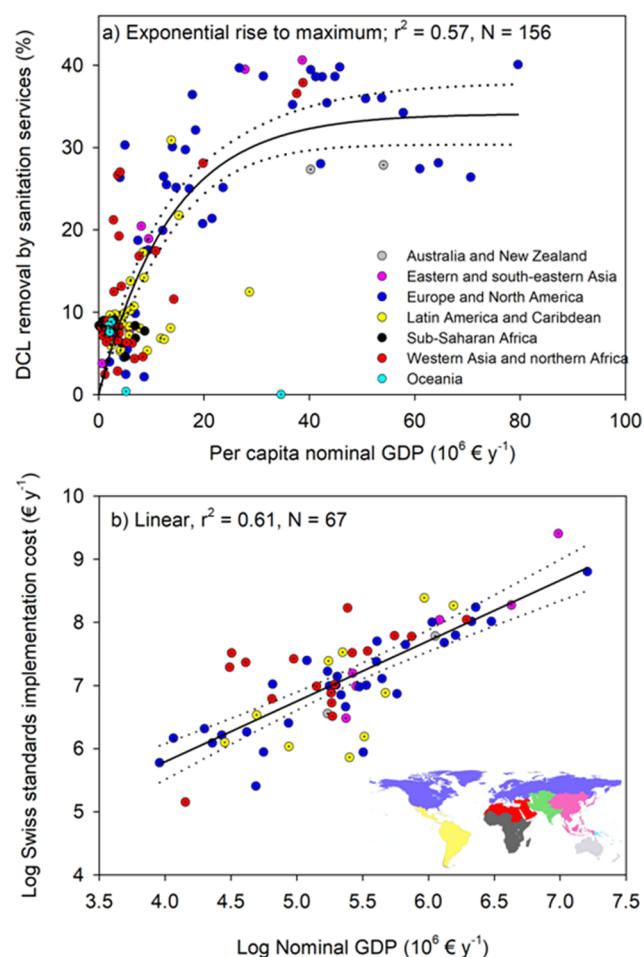 a) Exponential rise to maximum; r² = 0.57, N = 156
DCL removal by sanitation services (%)
50
40
30
20
10
0
Australia and New Zealand
Eastern and south-eastern Asia
Europe and North America
Latin America and Caribdean
Sub-Saharan Africa
Western Asia and northern Africa
Oceania
0 20 40 60 80 100
Per capita nominal GDP (10⁶ € y⁻¹)
b) Linear, r² = 0.61, N = 67
Log Swiss standards implementation cost (€ y⁻¹)
10
9
8
7
6
5
4
3.5 4.0 4.5 5.0 5.5 6.0 6.5 7.0 7.5
Log Nominal GDP (10⁶ € y⁻¹)